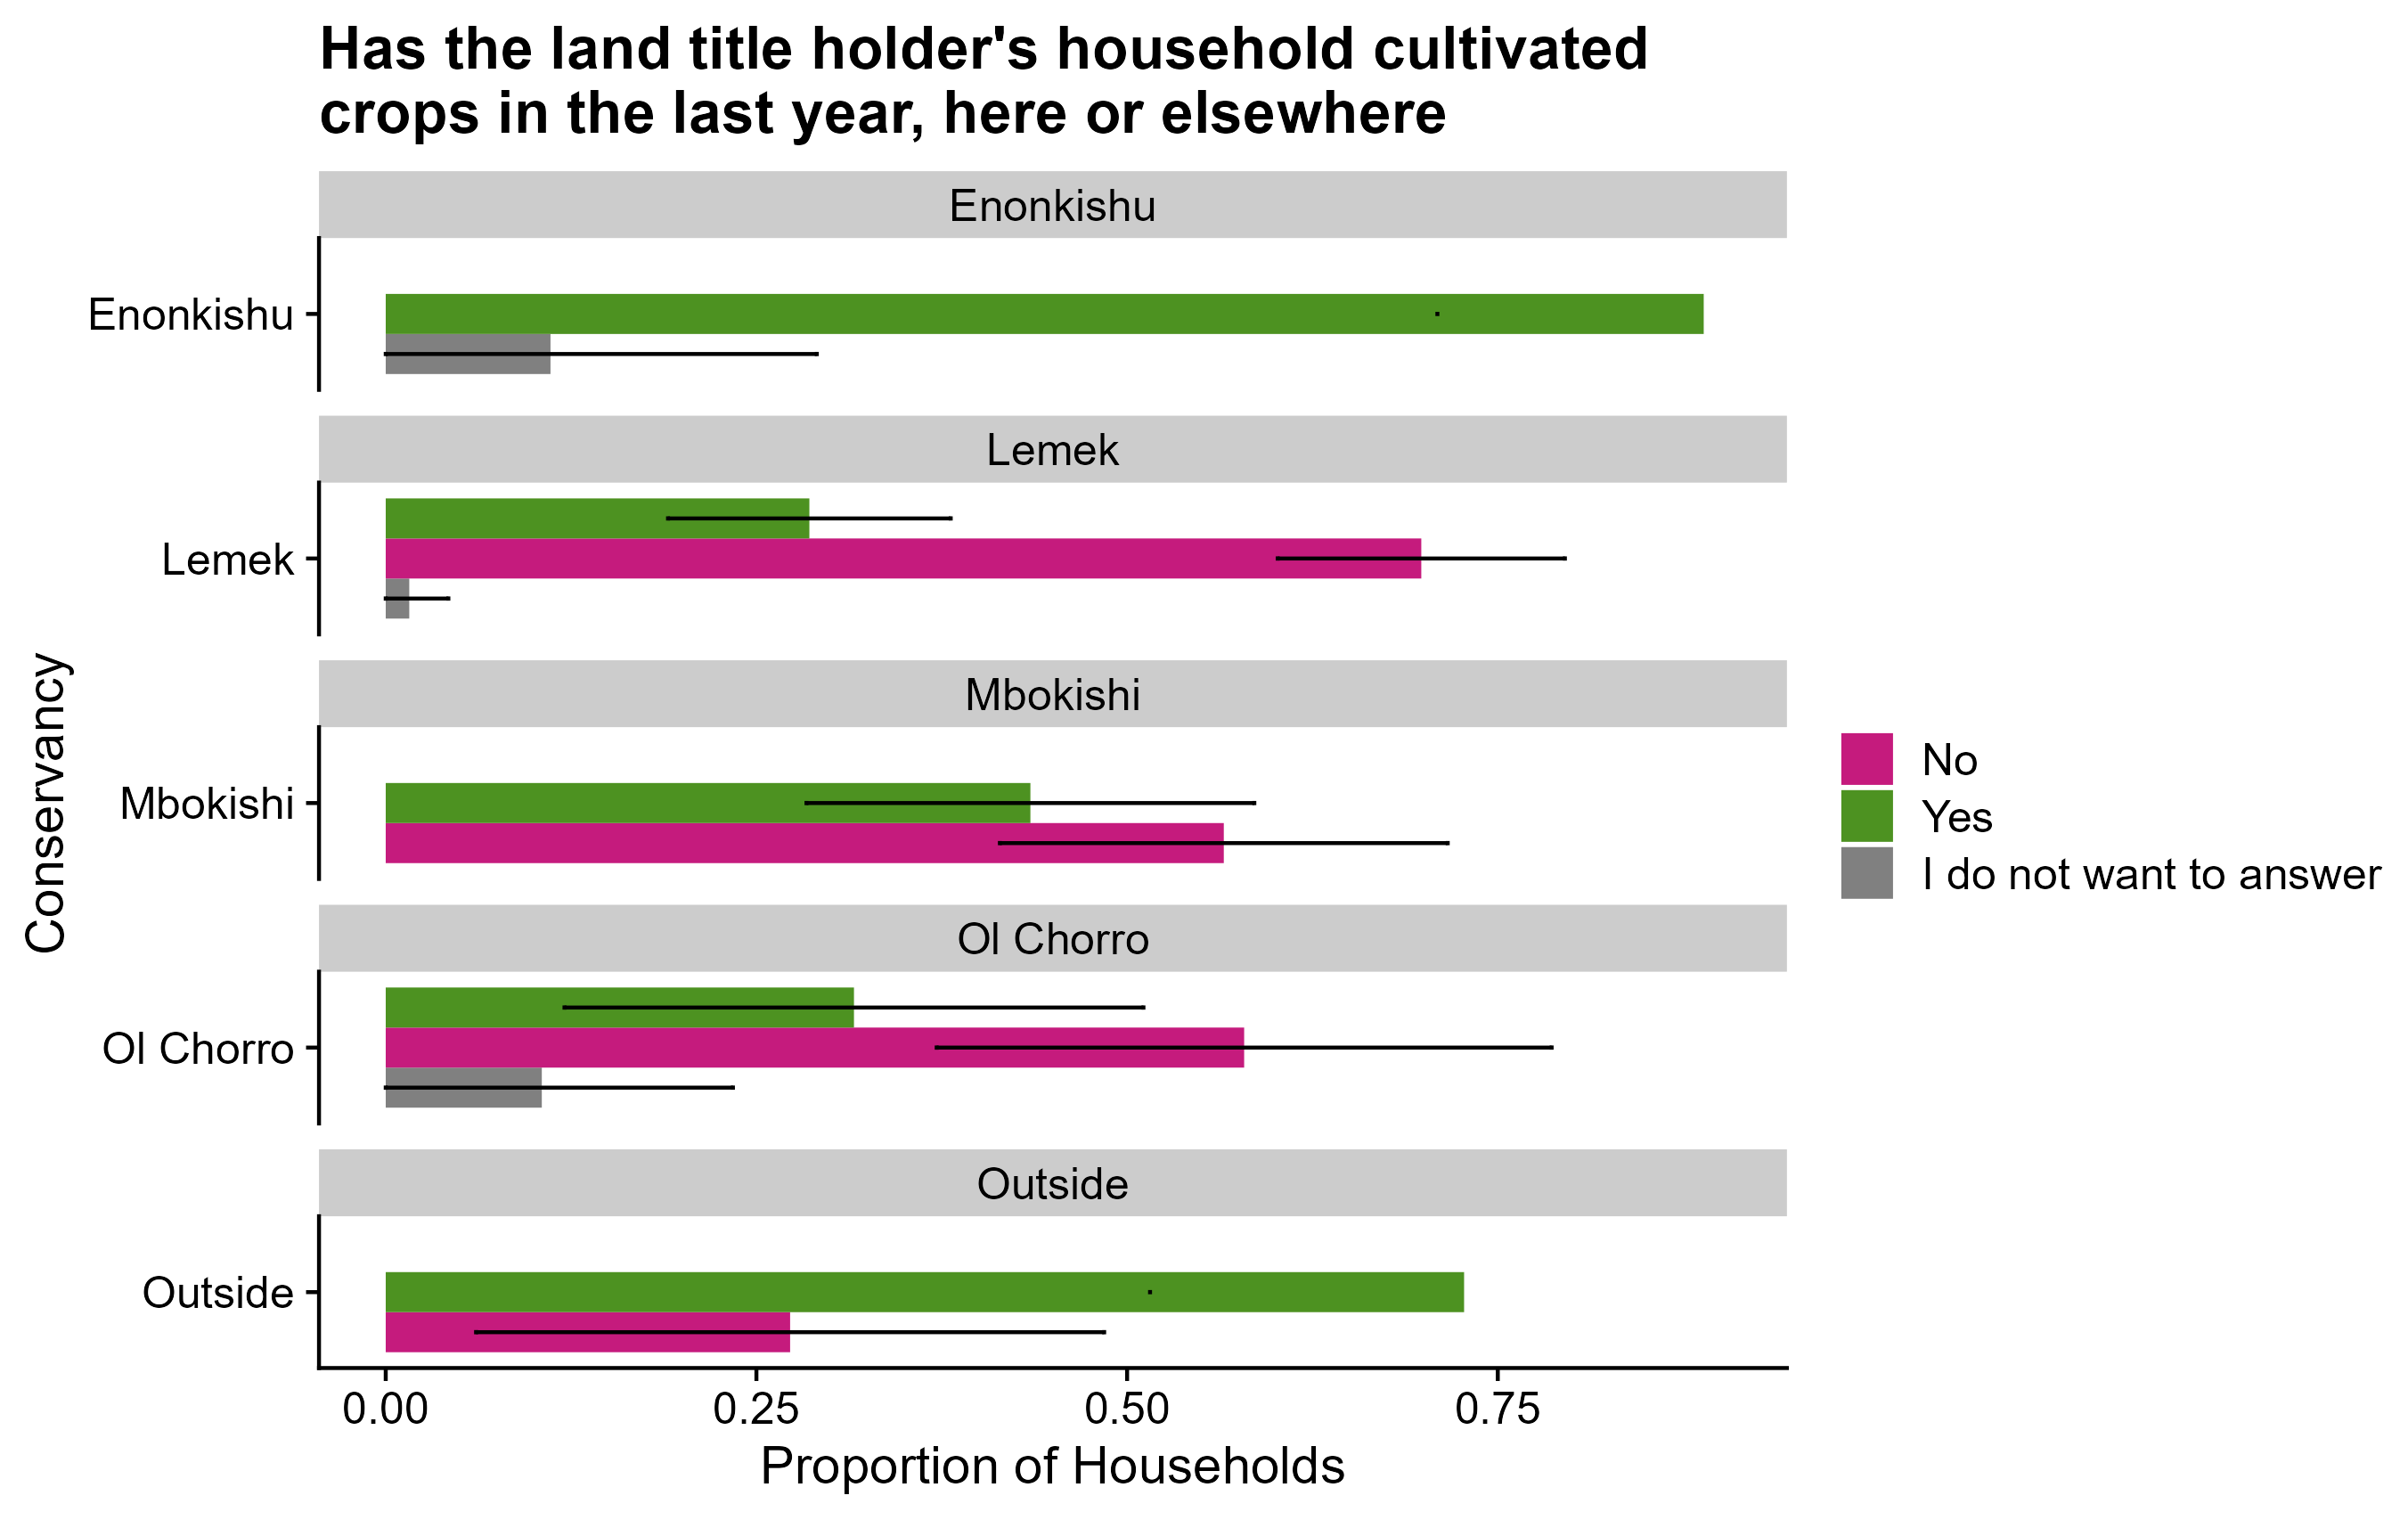 Has the land title holder's household cultivated
crops in the last year, here or elsewhere
Conservancy
Enonkishu
Enonkishu
Lemek
Lemek
Mbokishi
Mbokishi
Ol Chorro
Ol Chorro
Outside
Outside
0.00 0.25 0.50 0.75
Proportion of Households
No
Yes
I do not want to answer